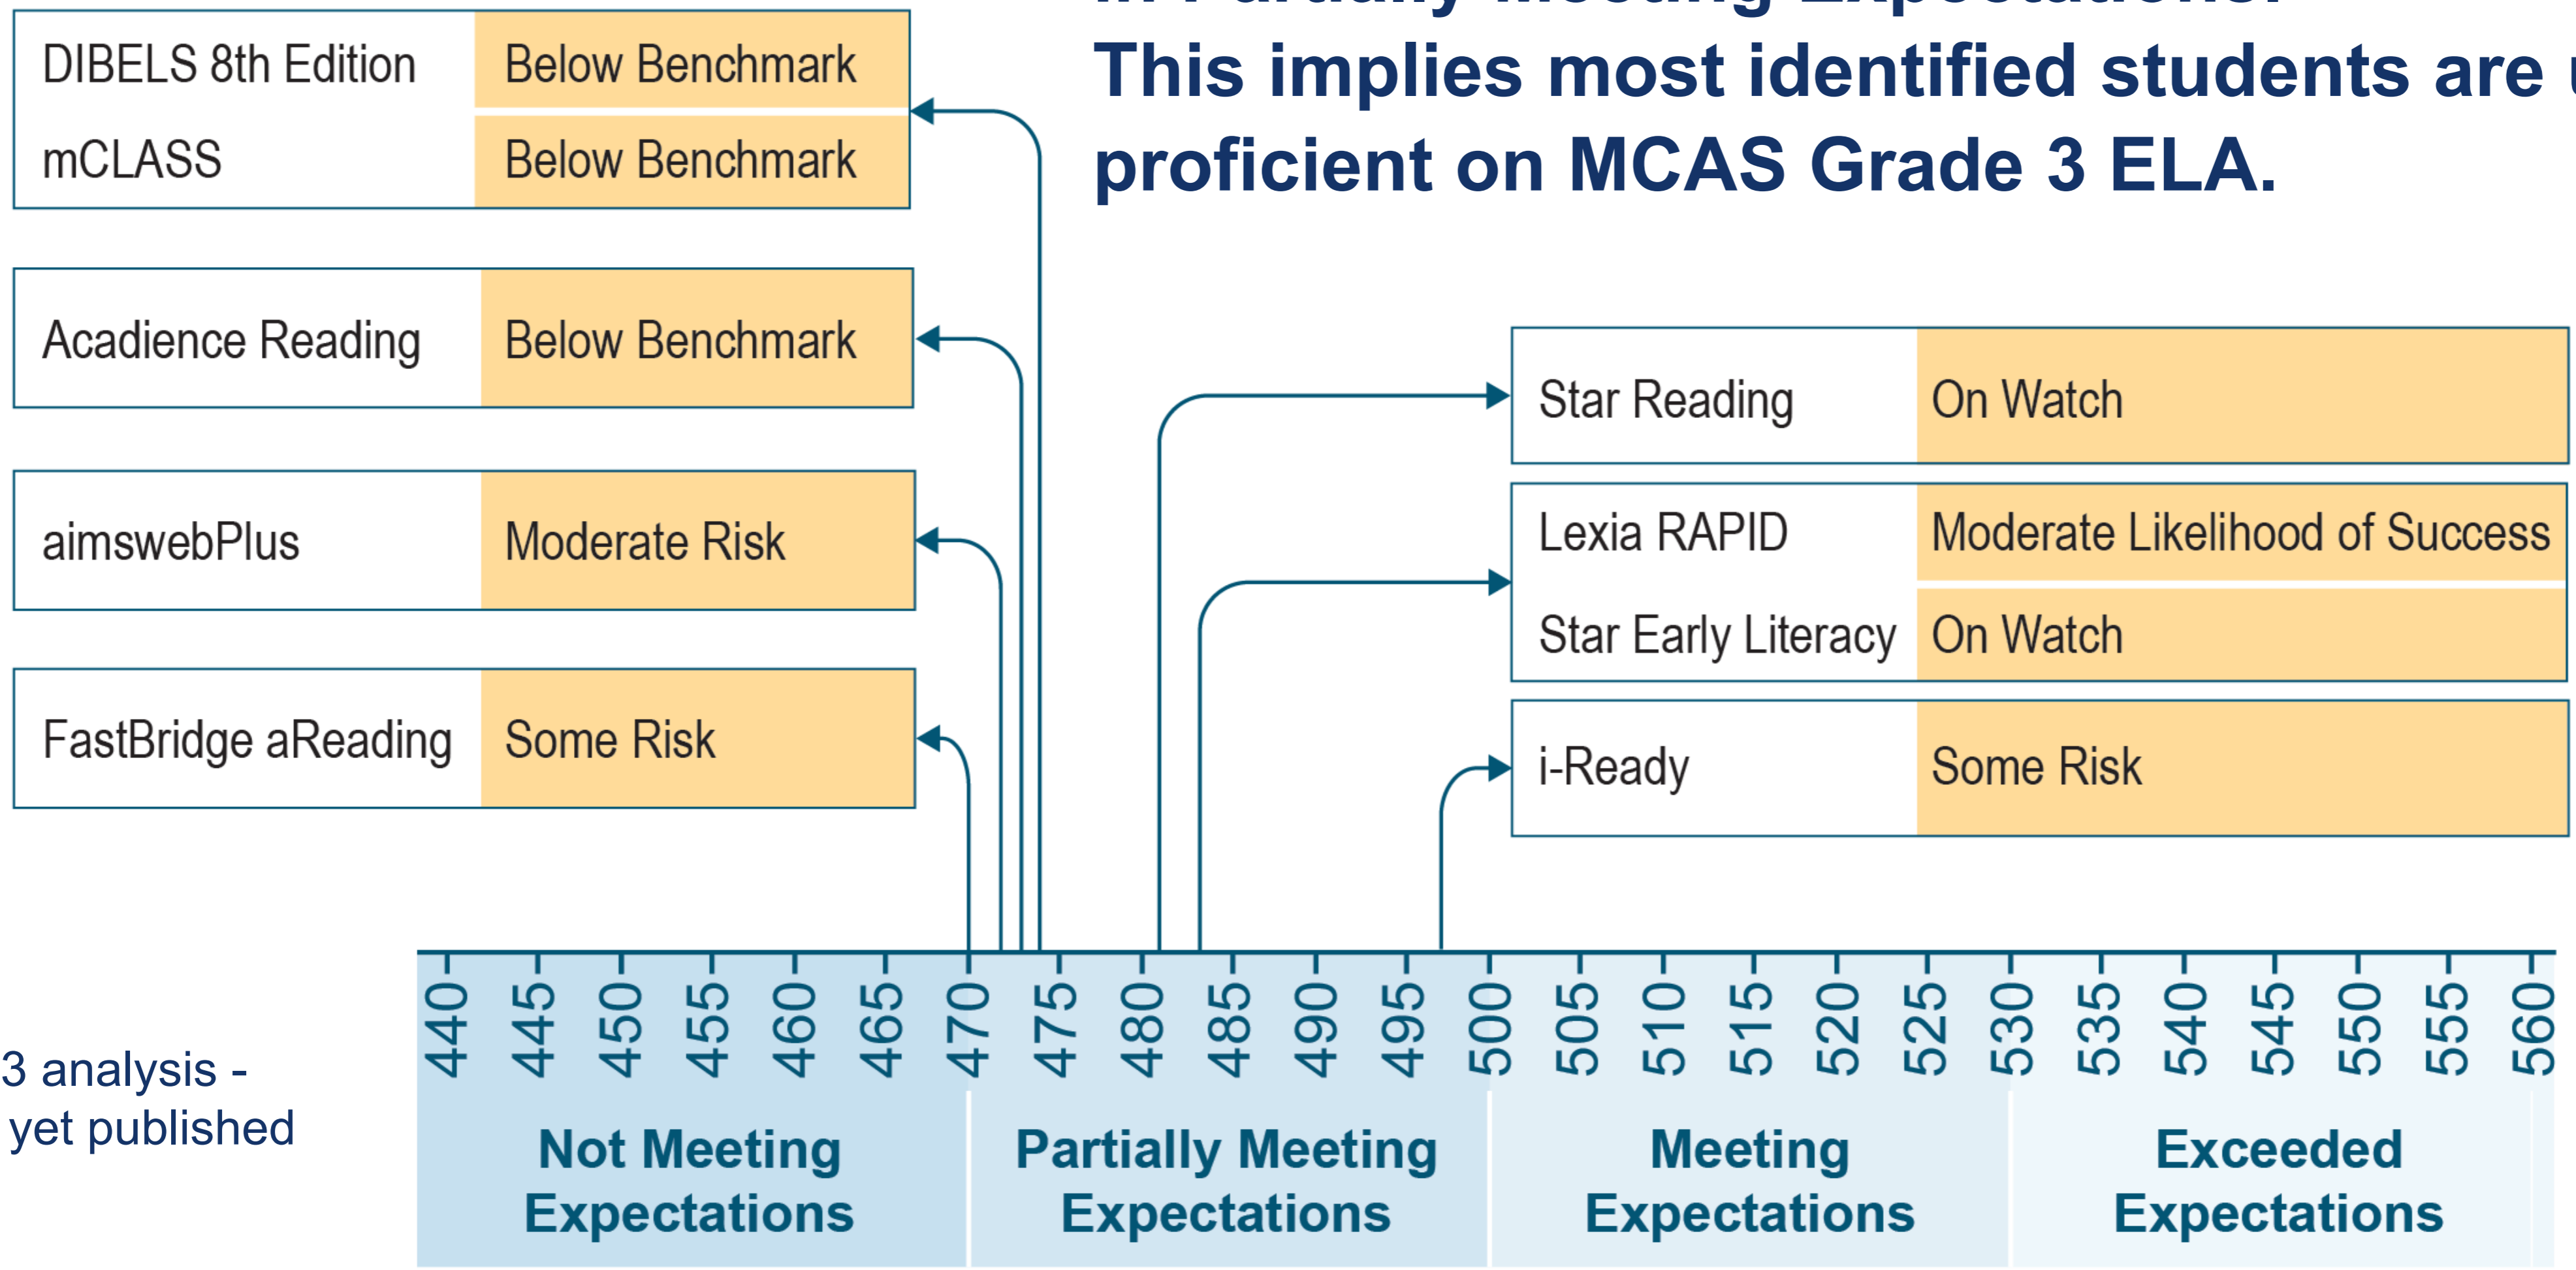 in Partially Meeting Expectations.
This implies most identified students are
proficient on MCAS Grade 3 ELA.
DIBELS 8th Edition Below Benchmark
mCLASS Below Benchmark
Acadience Reading Below Benchmark
aimswebPlus Moderate Risk
FastBridge aReading Some Risk
Star Reading On Watch
Lexia RAPID Moderate Likelihood of Success
Star Early Literacy On Watch
i-Ready Some Risk
440 445 450 455 460 465 470 475 480 485 490 495 500 505 510 515 520 525 530 535 540 545 550 555 560
3 analysis -
yet published
Not Meeting
Expectations
Partially Meeting
Expectations
Meeting
Expectations
Exceeded
Expectations